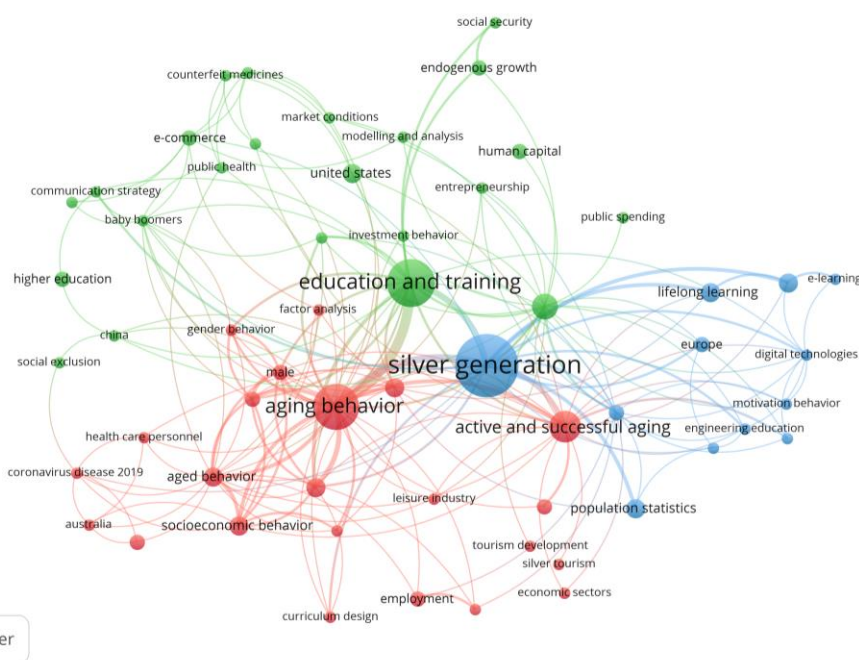 social security
endogenous growth
counterfeit medicines
market conditions
e-commerce
modelling and analysis
human capital
public health
united states
entrepreneurship
communication strategy
baby boomers
public spending
investment behavior
higher education
education and training
e-learning
lifelong learning
factor analysis
gender behavior
china
europe
digital technologies
social exclusion
silver generation
male
aging behavior
motivation behavior
active and successful aging
engineering education
health care personnel
coronavirus disease 2019
aged behavior
leisure industry
population statistics
australia
socioeconomic behavior
tourism development
silver tourism
economic sectors
employment
curriculum design
er